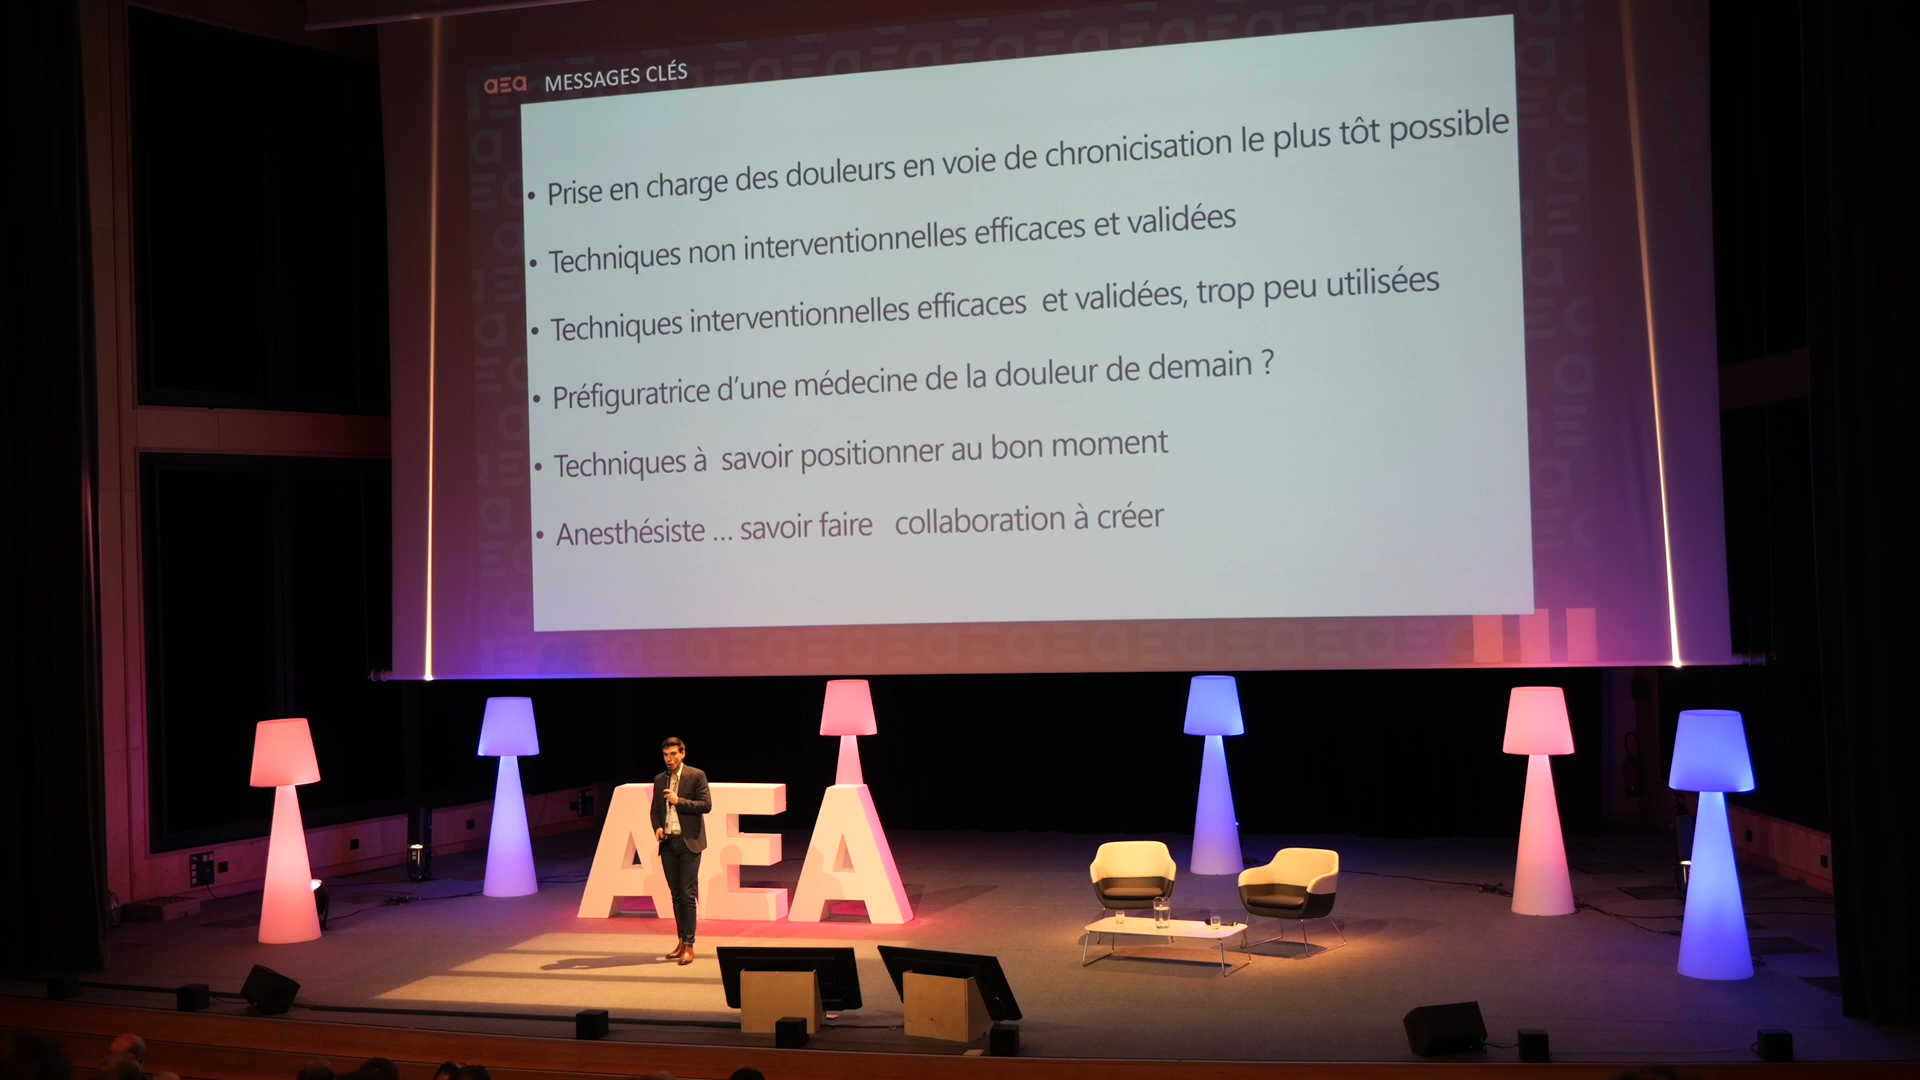 aea MESSAGES CLÉS
• Prise en charge des douleurs en voie de chronicisation le plus tôt possible
• Techniques non interventionnelles efficaces et validées
• Techniques interventionnelles efficaces et validées, trop peu utilisées
• Préfiguratrice d’une médecine de la douleur de demain ?
• Techniques à savoir positionner au bon moment
• Anesthésiste ... savoir faire collaboration à créer
AEA